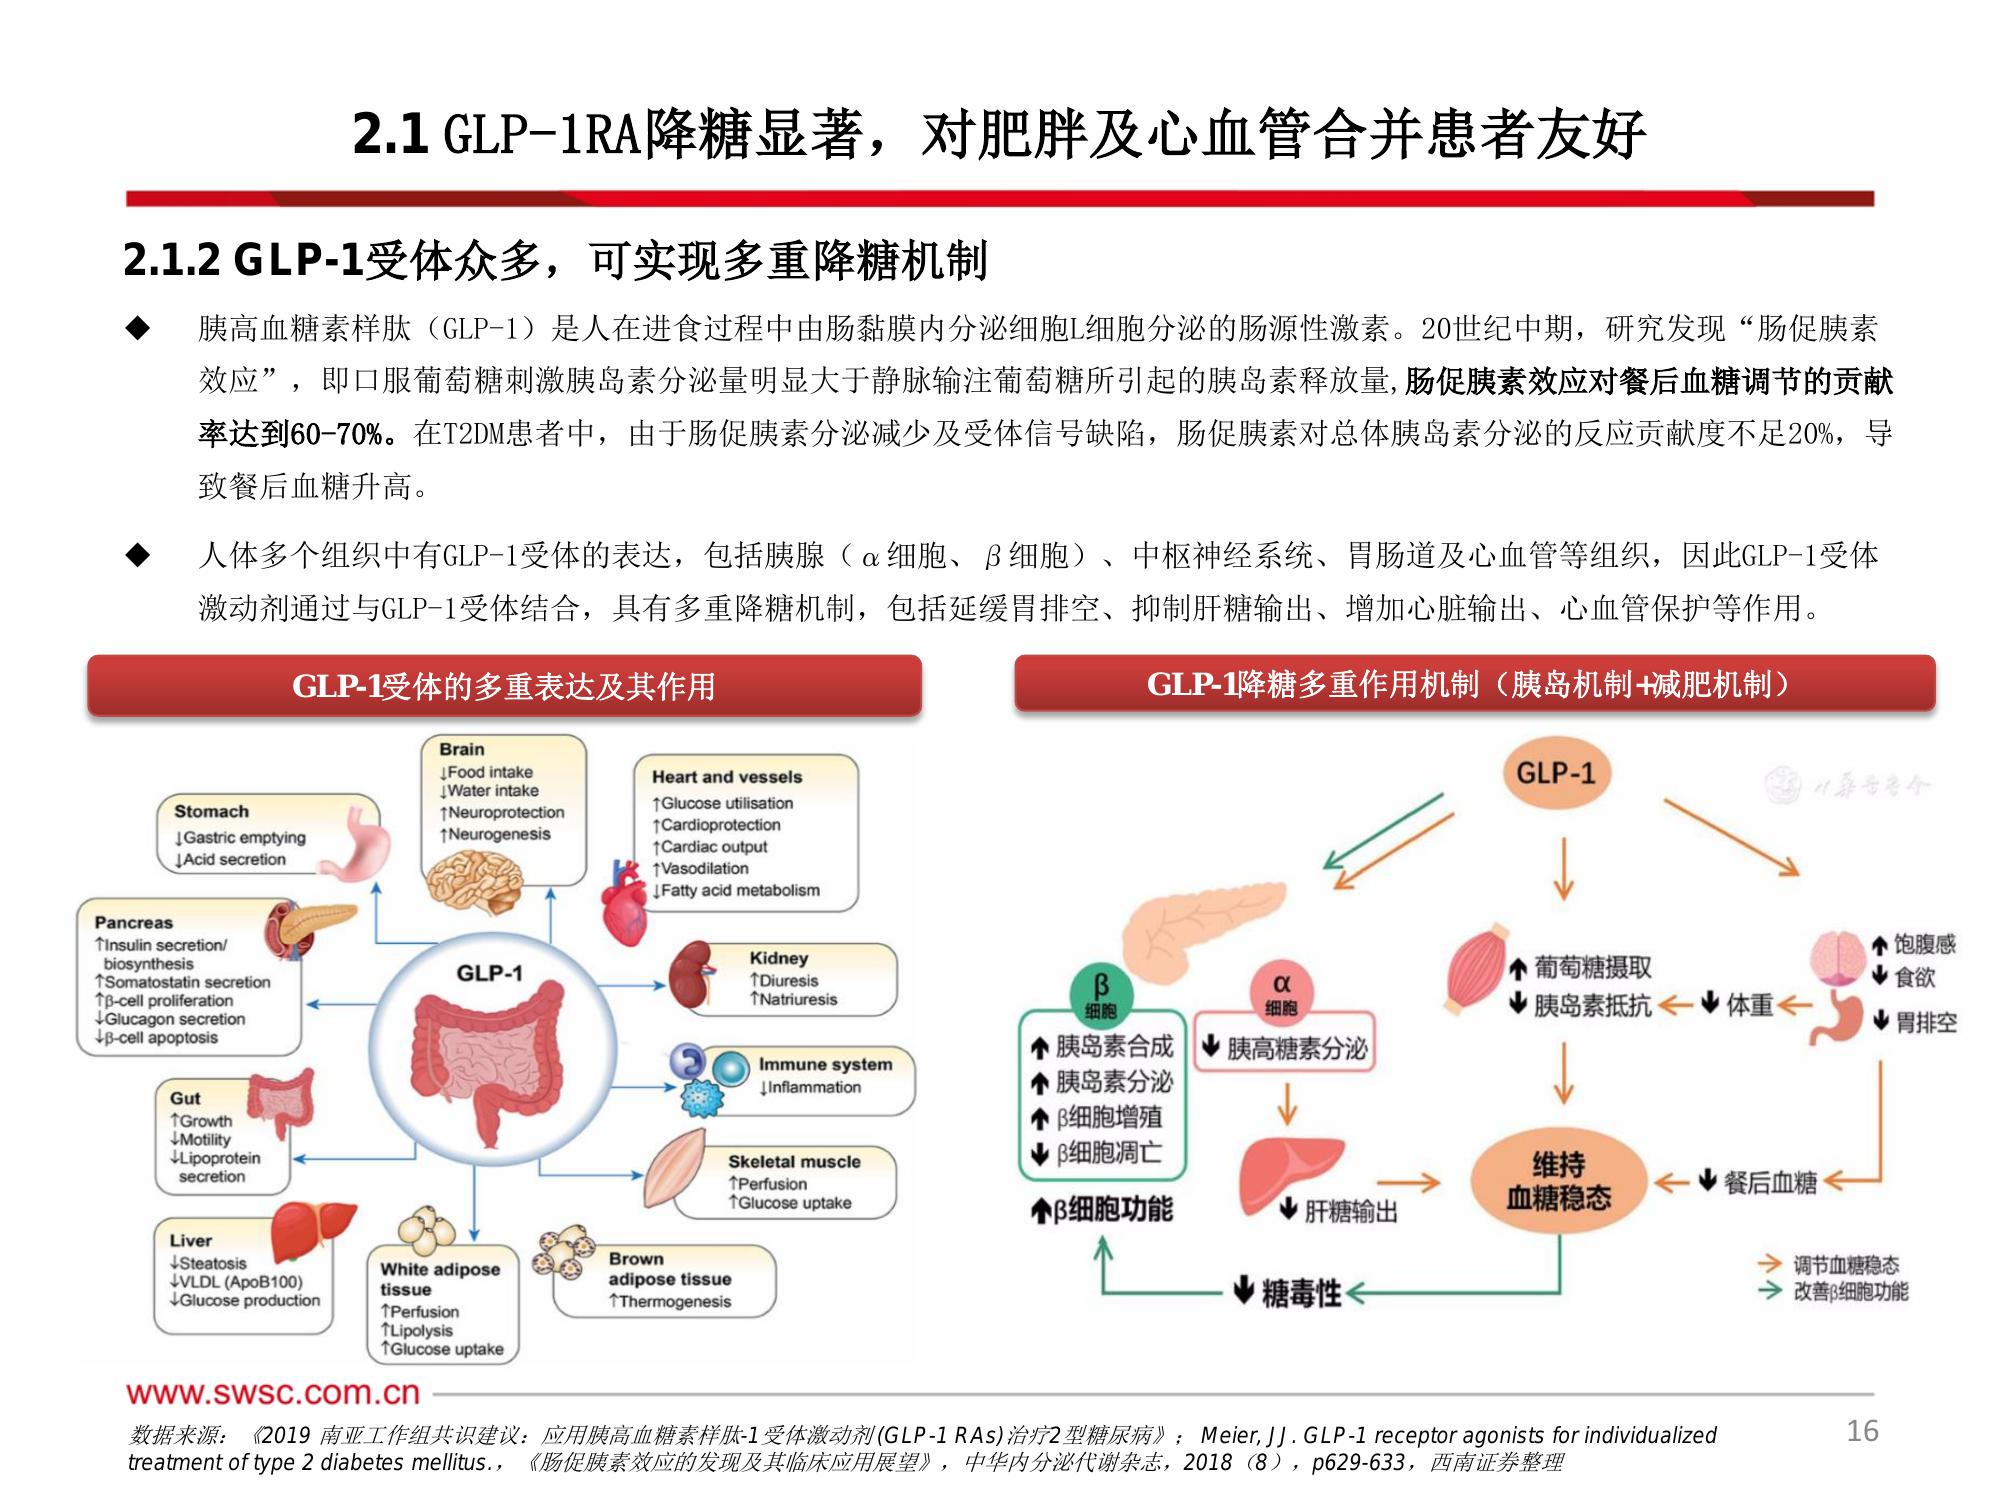 2.1 GLP-1RA降糖显著，对肥胖及心血管合并患者友好
2.1.2 GLP-1受体众多，可实现多重降糖机制
◆ 胰高血糖素样肽（GLP-1）是人在进食过程中由肠黏膜内分泌细胞L细胞分泌的肠源性激素。20世纪中期，研究发现“肠促胰素
效应”，即口服葡萄糖刺激胰岛素分泌量明显大于静脉输注葡萄糖所引起的胰岛素释放量,肠促胰素效应对餐后血糖调节的贡献
率达到60-70%。在T2DM患者中，由于肠促胰素分泌减少及受体信号缺陷，肠促胰素对总体胰岛素分泌的反应贡献度不足20%，导
致餐后血糖升高。
◆ 人体多个组织中有GLP-1受体的表达，包括胰腺（α细胞、β细胞）、中枢神经系统、胃肠道及心血管等组织，因此GLP-1受体
激动剂通过与GLP-1受体结合，具有多重降糖机制，包括延缓胃排空、抑制肝糖输出、增加心脏输出、心血管保护等作用。
GLP-1受体的多重表达及其作用
Brain
↓Food intake
↓Water intake
↑Neuroprotection
↑Neurogenesis
Heart and vessels
↑Glucose utilisation
↑Cardioprotection
↑Cardiac output
↑Vasodilation
↓Fatty acid metabolism
Stomach
↓Gastric emptying
↓Acid secretion
Pancreas
↑Insulin secretion/
biosynthesis
↑Somatostatin secretion
↑β-cell proliferation
↓Glucagon secretion
↓β-cell apoptosis
GLP-1
Kidney
↑Diuresis
↑Natriuresis
Immune system
↓Inflammation
Gut
↑Growth
↓Motility
↓Lipoprotein
secretion
Skeletal muscle
↑Perfusion
↑Glucose uptake
Liver
↓Steatosis
↓VLDL (ApoB100)
↓Glucose production
White adipose
tissue
↑Perfusion
↑Lipolysis
↑Glucose uptake
Brown
adipose tissue
↑Thermogenesis
GLP-1降糖多重作用机制（胰岛机制+减肥机制）
GLP-1
β
细胞
↑胰岛素合成
↑胰岛素分泌
↑β细胞增殖
↓β细胞凋亡
↑β细胞功能
α
细胞
↓胰高糖素分泌
↓肝糖输出
↑葡萄糖摄取
↓胰岛素抵抗
↓体重
↑饱腹感
↓食欲
↓胃排空
维持
血糖稳态
↓餐后血糖
↓糖毒性
→调节血糖稳态
→改善β细胞功能
www.swsc.com.cn
数据来源：《2019 南亚工作组共识建议：应用胰高血糖素样肽-1受体激动剂(GLP-1 RAs)治疗2型糖尿病》；Meier, JJ. GLP-1 receptor agonists for individualized
treatment of type 2 diabetes mellitus.，《肠促胰素效应的发现及其临床应用展望》，中华内分泌代谢杂志，2018（8），p629-633，西南证券整理
16